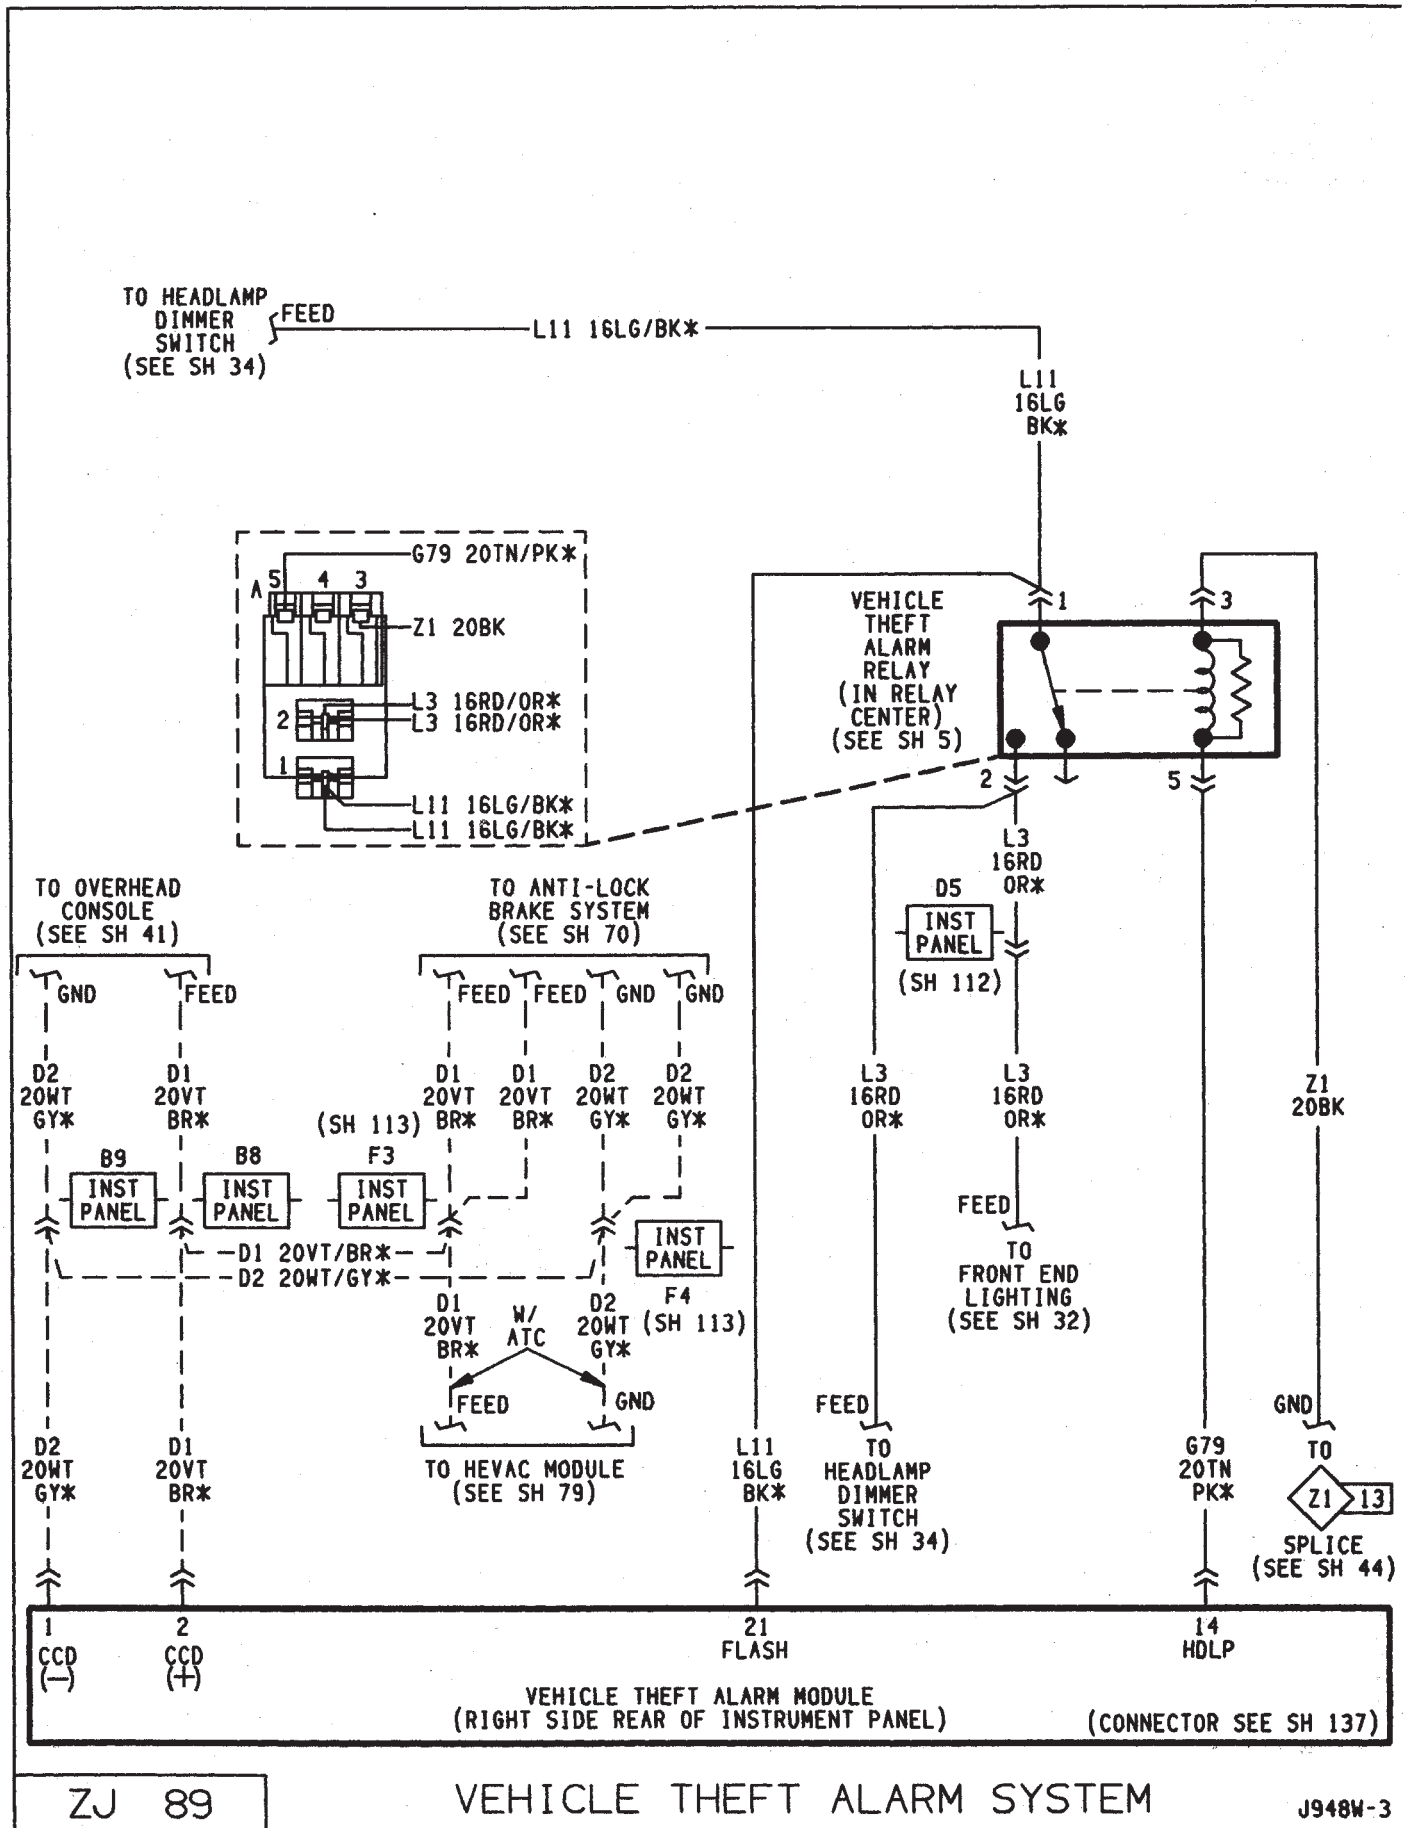 TO HEADLAMP
DIMMER
SWITCH
(SEE SH 34)
FEED
L11 16LG/BK*
L11
16LG
BK*
G79 20TN/PK*
A
5 4 3
Z1 20BK
L3 16RD/OR*
2
L3 16RD/OR*
1
L11 16LG/BK*
L11 16LG/BK*
VEHICLE
THEFT
ALARM
RELAY
(IN RELAY
CENTER)
(SEE SH 5)
1
3
2
5
L3
16RD
OR*
D5
INST
PANEL
(SH 112)
TO OVERHEAD
CONSOLE
(SEE SH 41)
GND
FEED
TO ANTI-LOCK
BRAKE SYSTEM
(SEE SH 70)
FEED
FEED
GND
GND
D2
20WT
GY*
D1
20VT
BR*
(SH 113)
D1
20VT
BR*
D1
20VT
BR*
D2
20WT
GY*
D2
20WT
GY*
L3
16RD
OR*
L3
16RD
OR*
Z1
20BK
B9
INST
PANEL
B8
INST
PANEL
F3
INST
PANEL
INST
PANEL
F4
(SH 113)
D1 20VT/BR*
D2 20WT/GY*
D1
20VT
BR*
W/
ATC
D2
20WT
GY*
FEED
GND
TO HEVAC MODULE
(SEE SH 79)
FEED
TO
FRONT END
LIGHTING
(SEE SH 32)
D2
20WT
GY*
D1
20VT
BR*
L11
16LG
BK*
FEED
TO
HEADLAMP
DIMMER
SWITCH
(SEE SH 34)
G79
20TN
PK*
GND
TO
Z1 13
SPLICE
(SEE SH 44)
1
CCD
(-)
2
CCD
(+)
21
FLASH
14
HDLP
VEHICLE THEFT ALARM MODULE
(RIGHT SIDE REAR OF INSTRUMENT PANEL)
(CONNECTOR SEE SH 137)
ZJ 89
VEHICLE THEFT ALARM SYSTEM
J948W-3